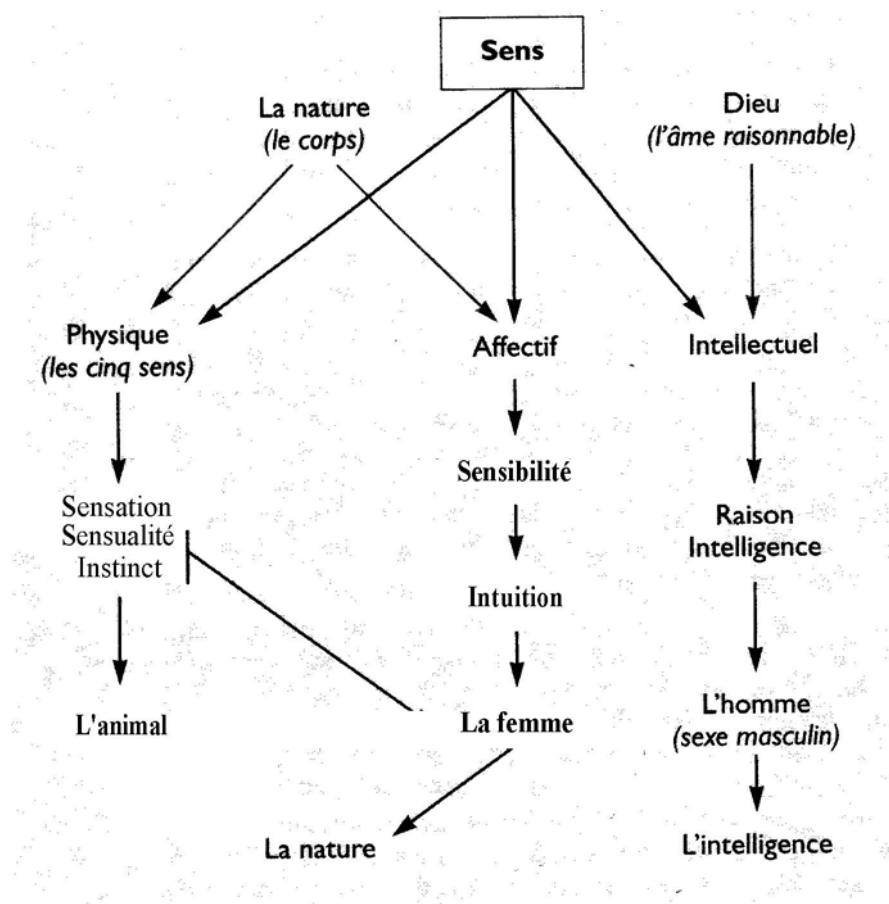 Sens
La nature
(le corps)
Dieu
(l'âme raisonnable)
Physique
(les cinq sens)
Affectif
Intellectuel
Sensibilité
Sensation
Sensualité
Instinct
Raison
Intelligence
Intuition
L'animal
La femme
L'homme
(sexe masculin)
La nature
L'intelligence